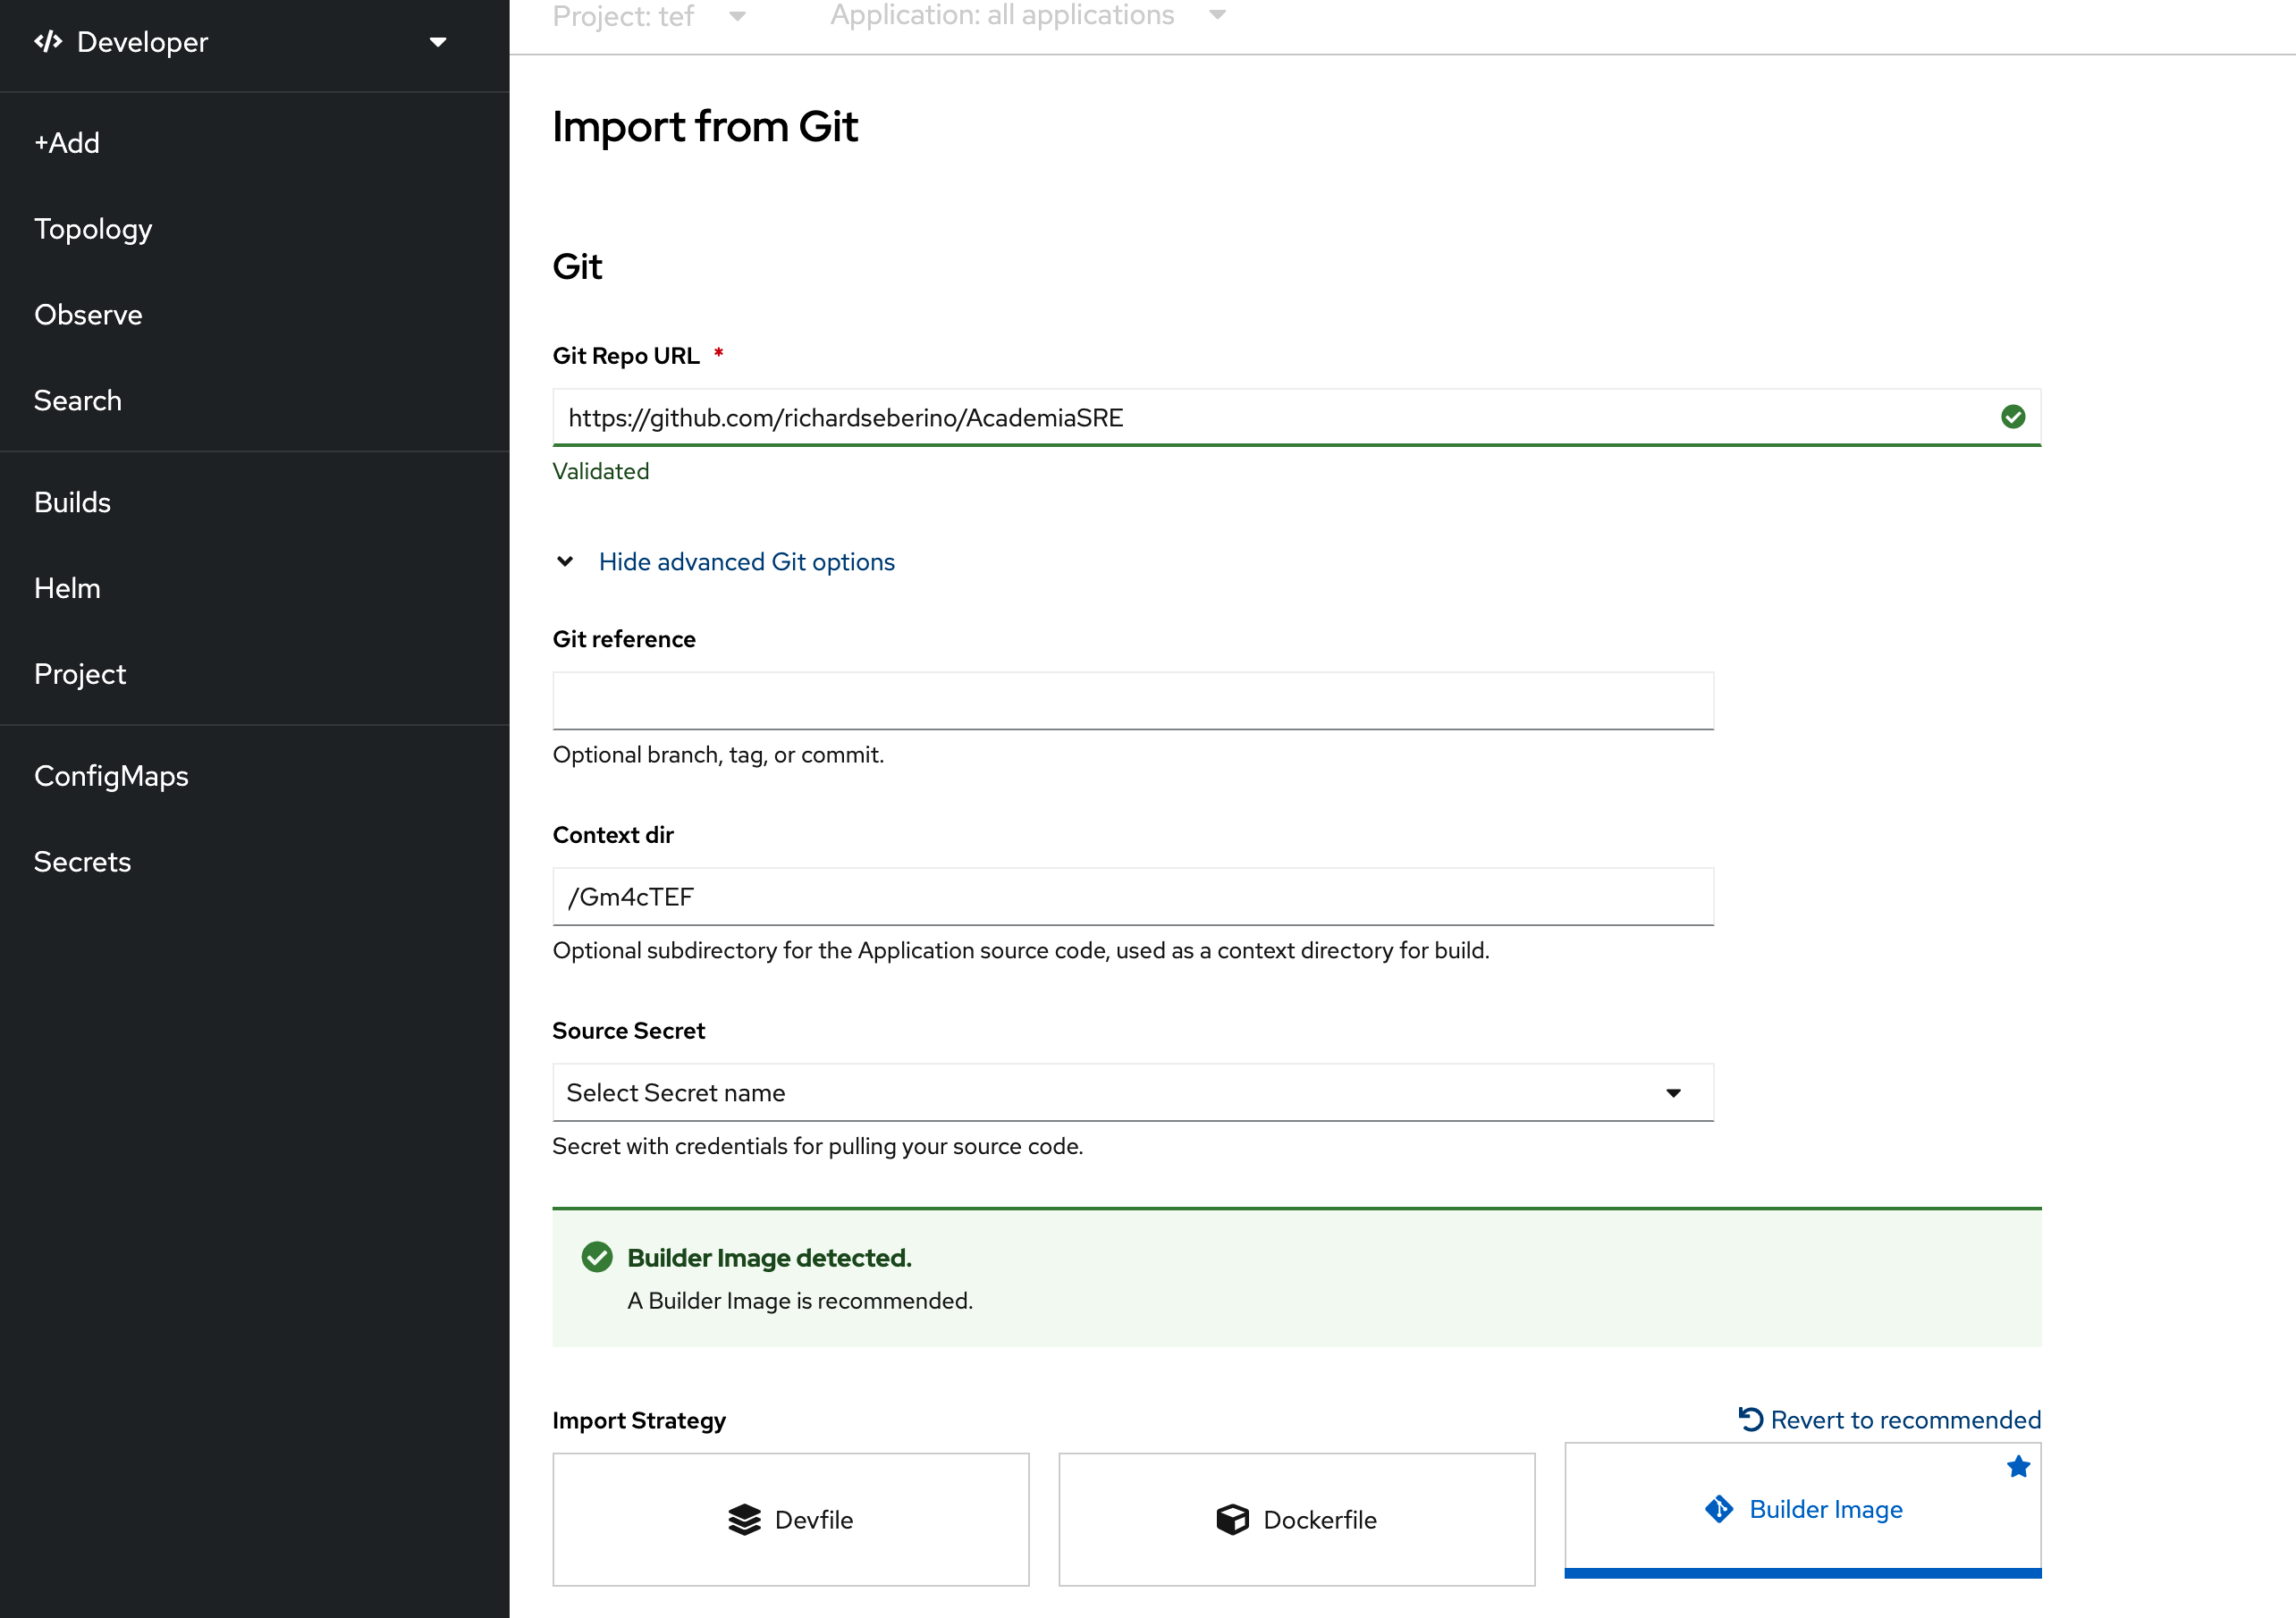 Developer
+Add
Topology
Observe
Search
Builds
Helm
Project
ConfigMaps
Secrets
Project: tef
Application: all applications
Import from Git
Git
Git Repo URL *
https://github.com/richardseberino/AcademiaSRE
Validated
Hide advanced Git options
Git reference
Optional branch, tag, or commit.
Context dir
/Gm4cTEF
Optional subdirectory for the Application source code, used as a context directory for build.
Source Secret
Select Secret name
Secret with credentials for pulling your source code.
Builder Image detected.
A Builder Image is recommended.
Import Strategy
Revert to recommended
Devfile
Dockerfile
Builder Image